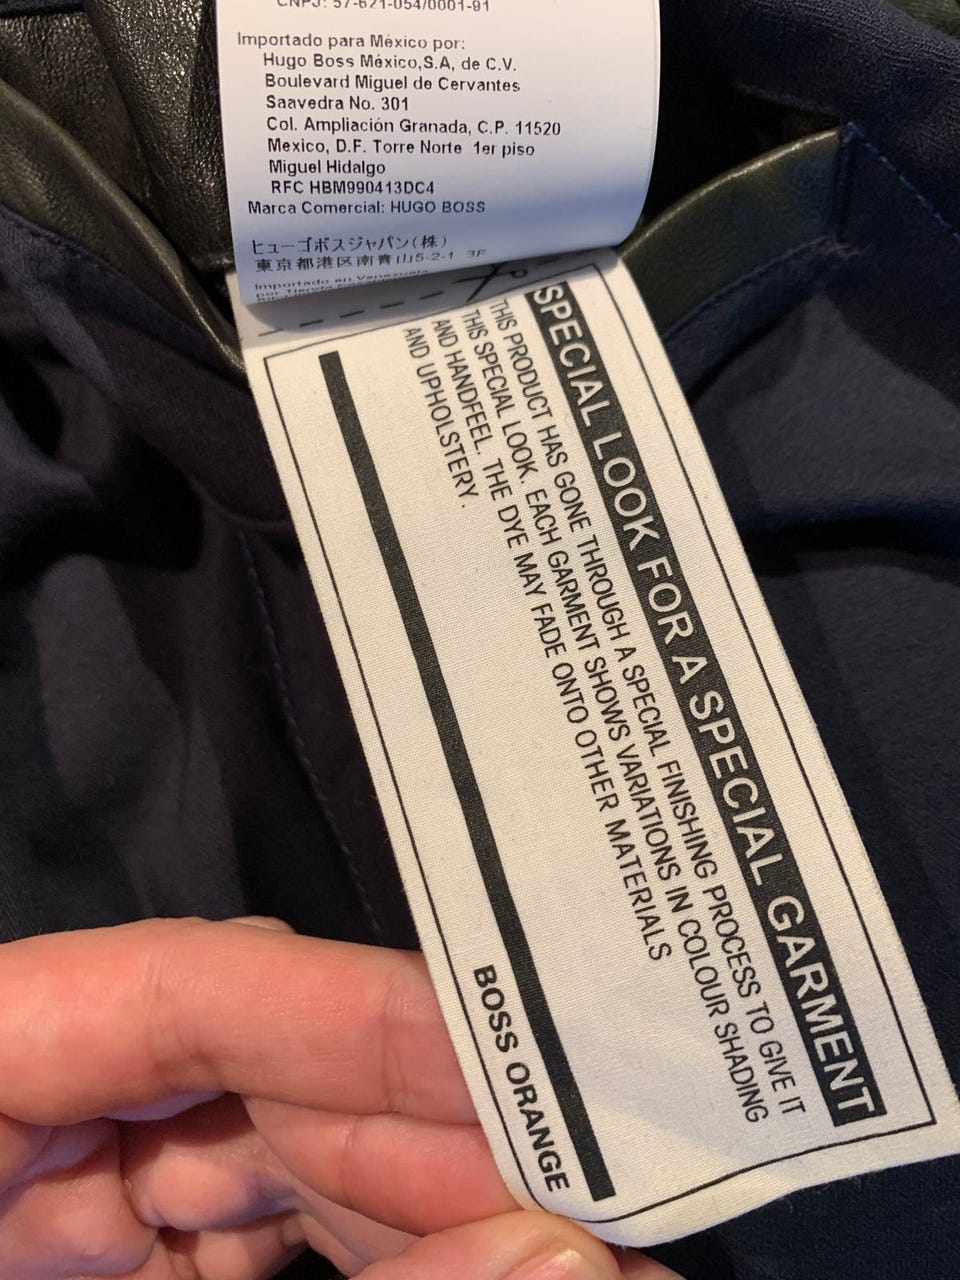 CNPJ: 57-621-054/0001-91
Importado para México por:
Hugo Boss México,S.A, de C.V.
Boulevard Miguel de Cervantes
Saavedra No. 301
Col. Ampliación Granada, C.P. 11520
Mexico, D.F. Torre Norte 1er piso
Miguel Hidalgo
RFC HBM990413DC4
Marca Comercial: HUGO BOSS
ヒューゴボスジャパン(株)
東京都港区南青山5-2-1 3F
Importado en Venezuela
por Tienda
SPECIAL LOOK FOR A SPECIAL GARMENT
THIS PRODUCT HAS GONE THROUGH A SPECIAL FINISHING PROCESS TO GIVE IT
THIS SPECIAL LOOK. EACH GARMENT SHOWS VARIATIONS IN COLOUR SHADING
AND HANDFEEL. THE DYE MAY FADE ONTO OTHER MATERIALS
AND UPHOLSTERY.
BOSS ORANGE